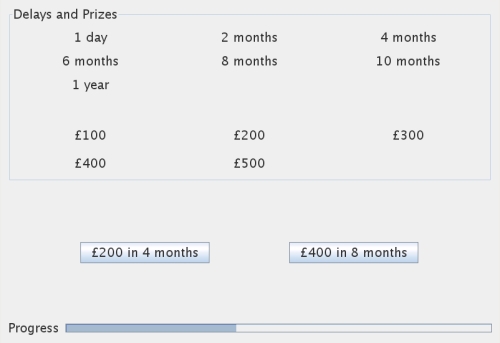 Delays and Prizes
1 day 2 months 4 months
6 months 8 months 10 months
1 year
£100 £200 £300
£400 £500
£200 in 4 months £400 in 8 months
Progress